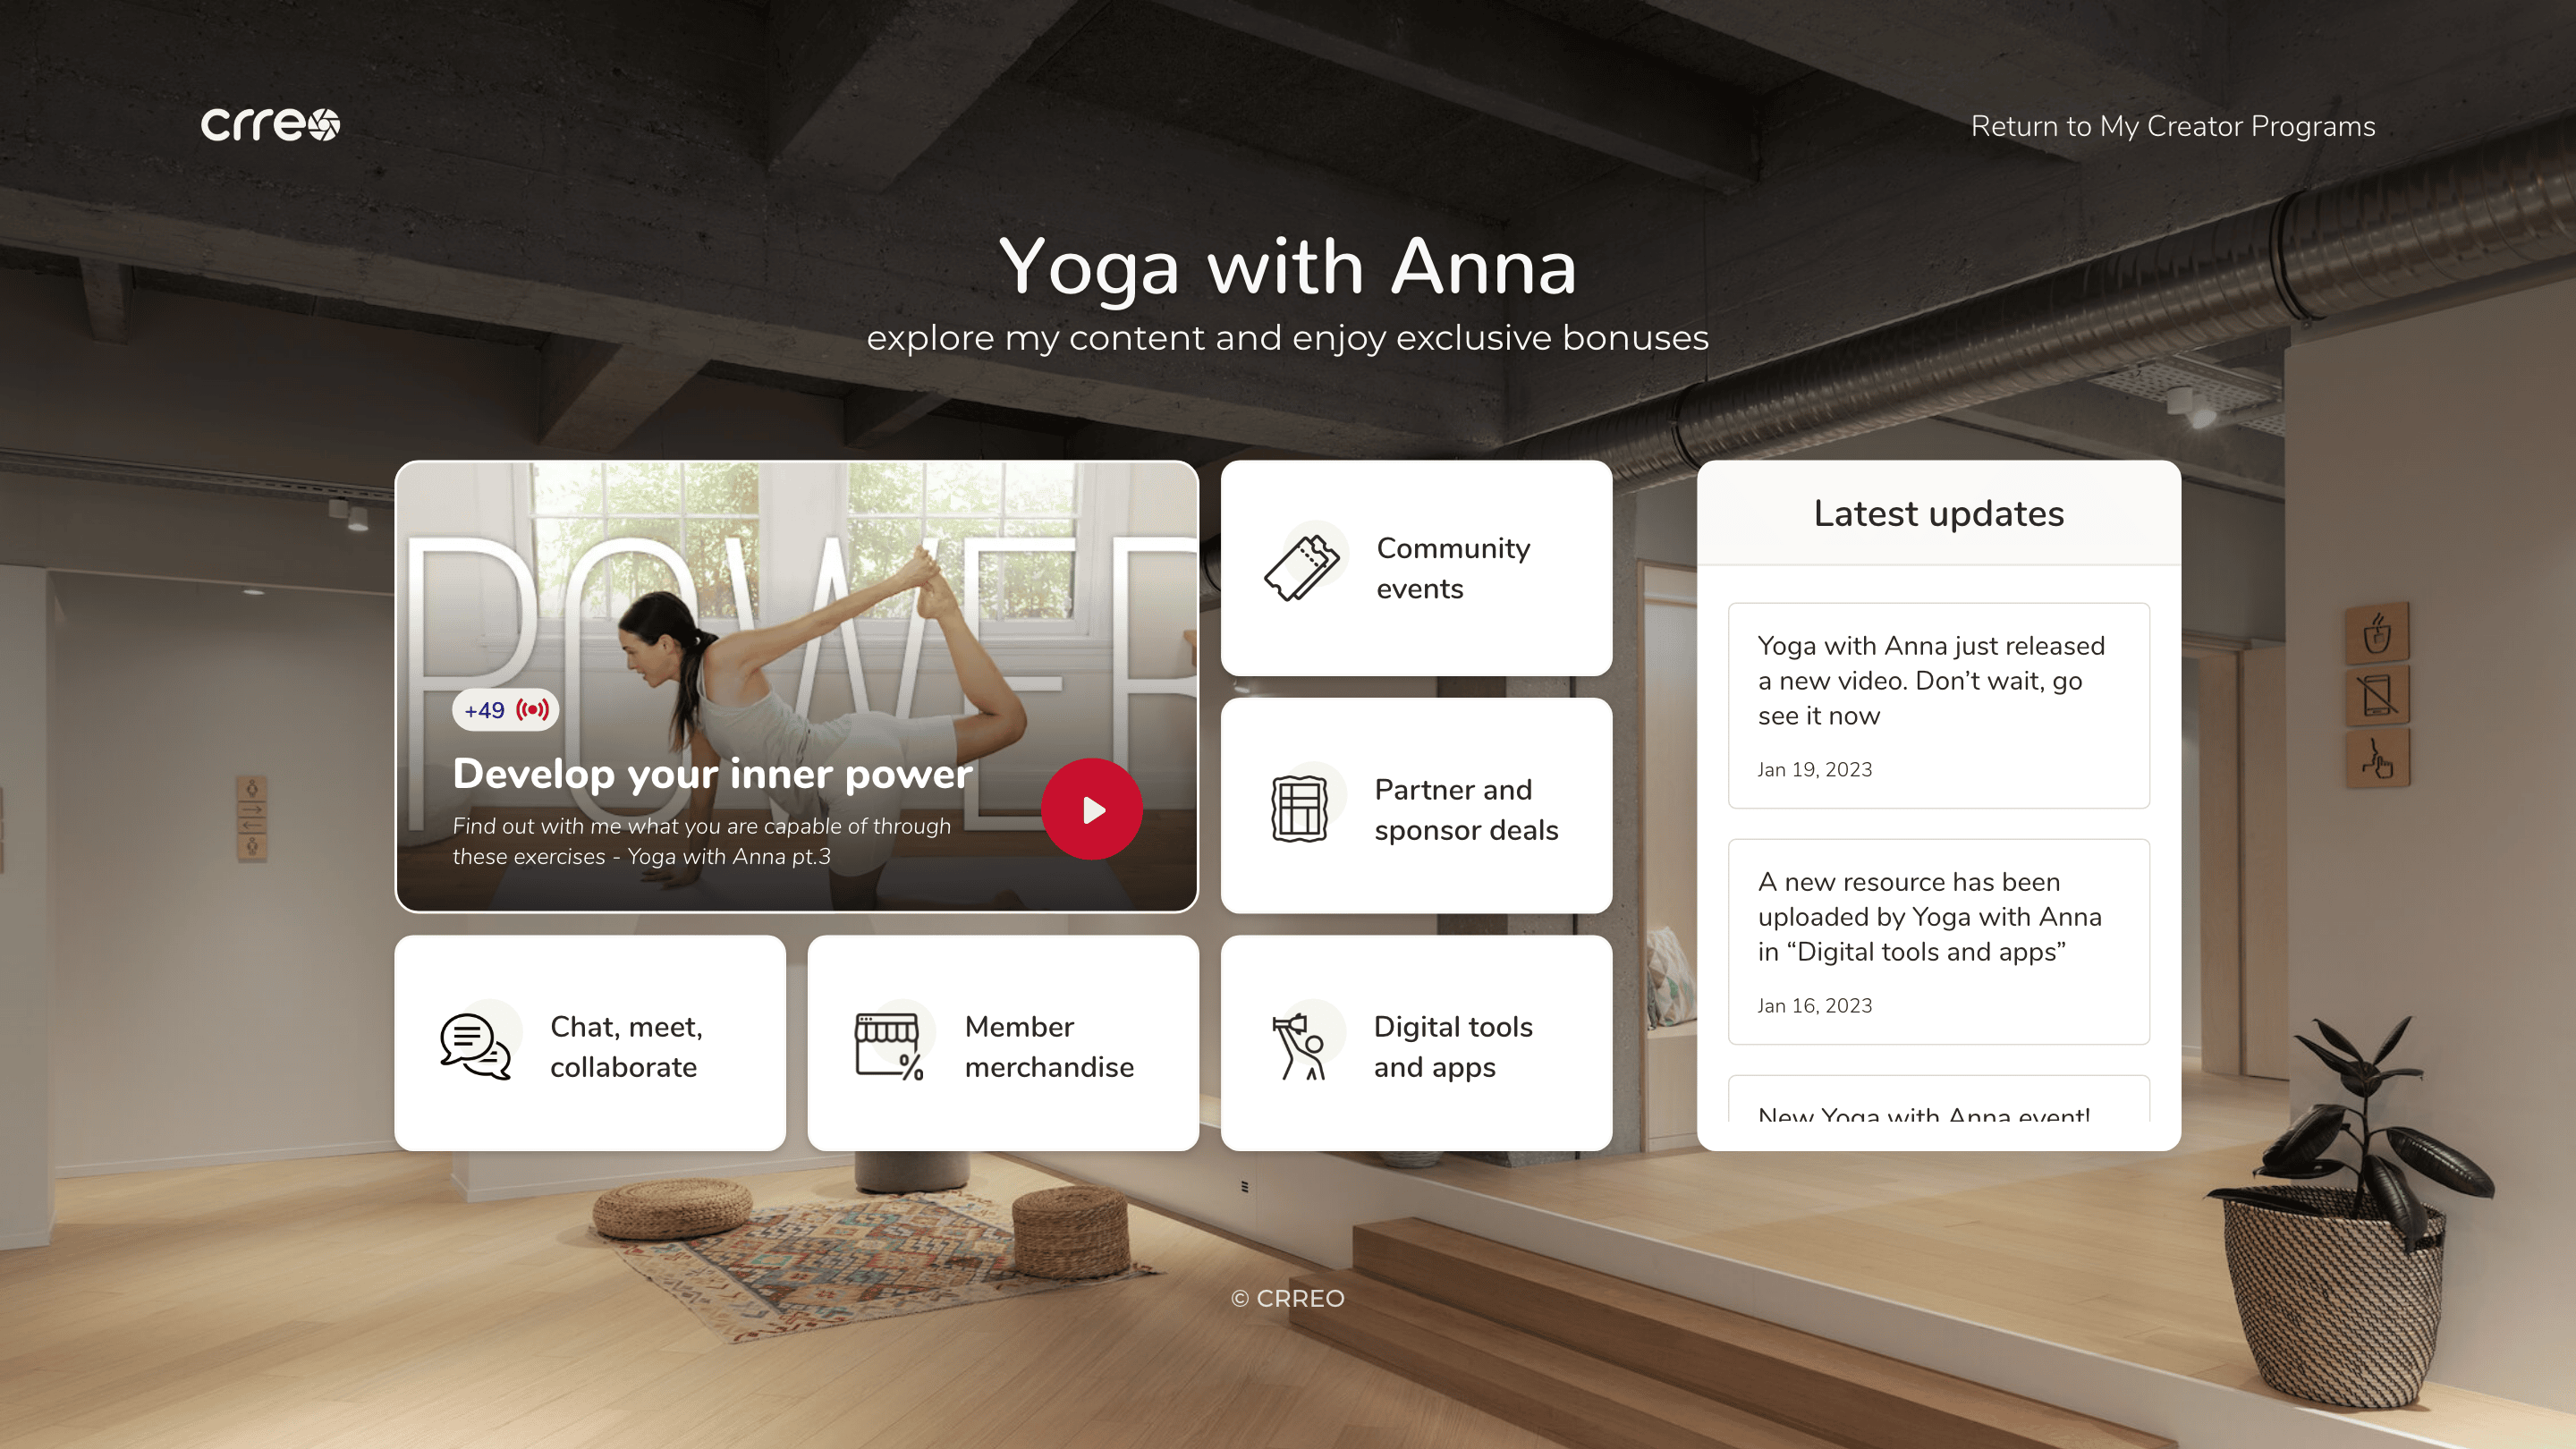 crreo
Return to My Creator Programs
Yoga with Anna
explore my content and enjoy exclusive bonuses
POWER
+49
Develop your inner power
Find out with me what you are capable of through
these exercises - Yoga with Anna pt.3
Community
events
Partner and
sponsor deals
Chat, meet,
collaborate
%
Member
merchandise
Digital tools
and apps
Latest updates
Yoga with Anna just released
a new video. Don’t wait, go
see it now
Jan 19, 2023
A new resource has been
uploaded by Yoga with Anna
in “Digital tools and apps”
Jan 16, 2023
New Yoga with Anna event!
© CRREO